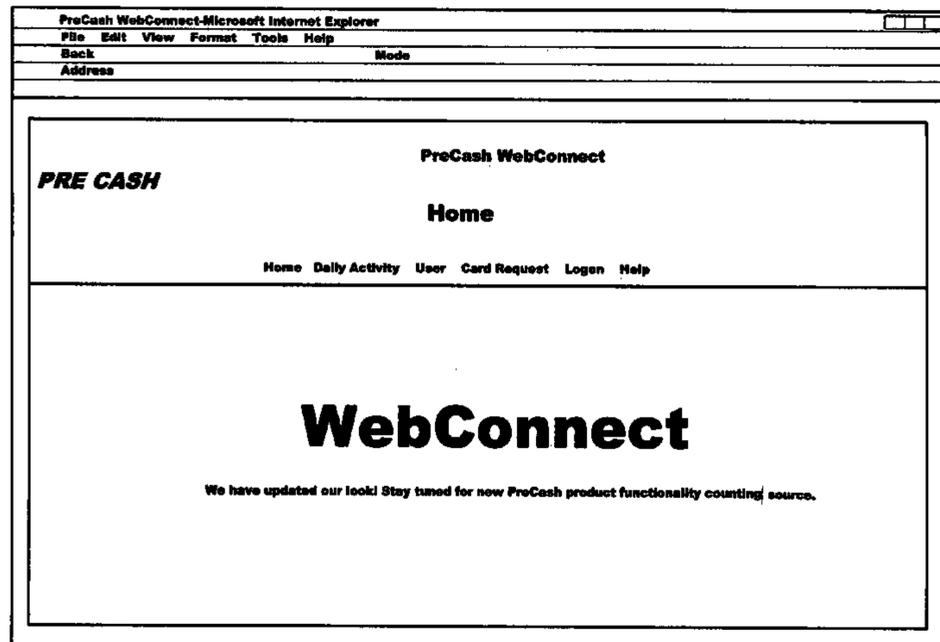 PreCash WebConnect-Microsoft Internet Explorer
File Edit View Format Tools Help
Back Mode
Address
PreCash WebConnect
PRE CASH
Home
Home Daily Activity User Card Request Logon Help
WebConnect
We have updated our look! Stay tuned for new PreCash product functionality counting source.